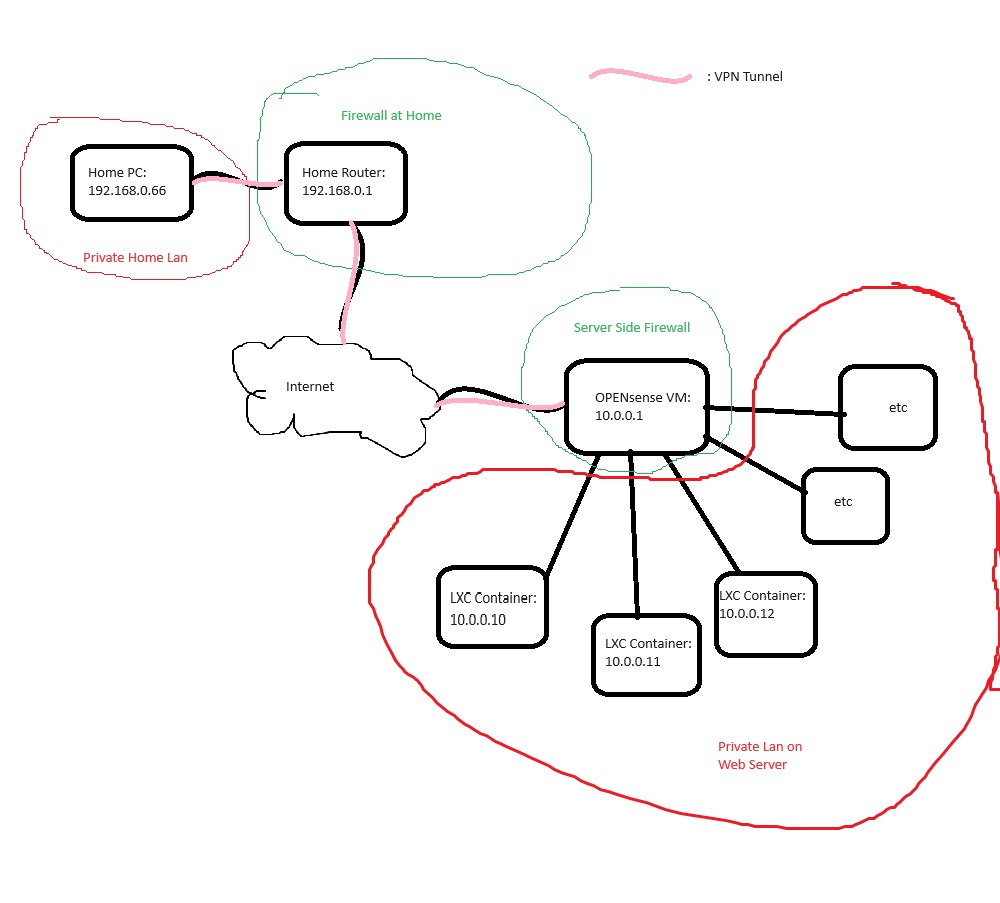 : VPN Tunnel
Firewall at Home
Home PC:
192.168.0.66
Home Router:
192.168.0.1
Private Home Lan
Server Side Firewall
Internet
OPENsense VM:
10.0.0.1
etc
etc
LXC Container:
10.0.0.10
LXC Container:
10.0.0.11
LXC Container:
10.0.0.12
Private Lan on
Web Server